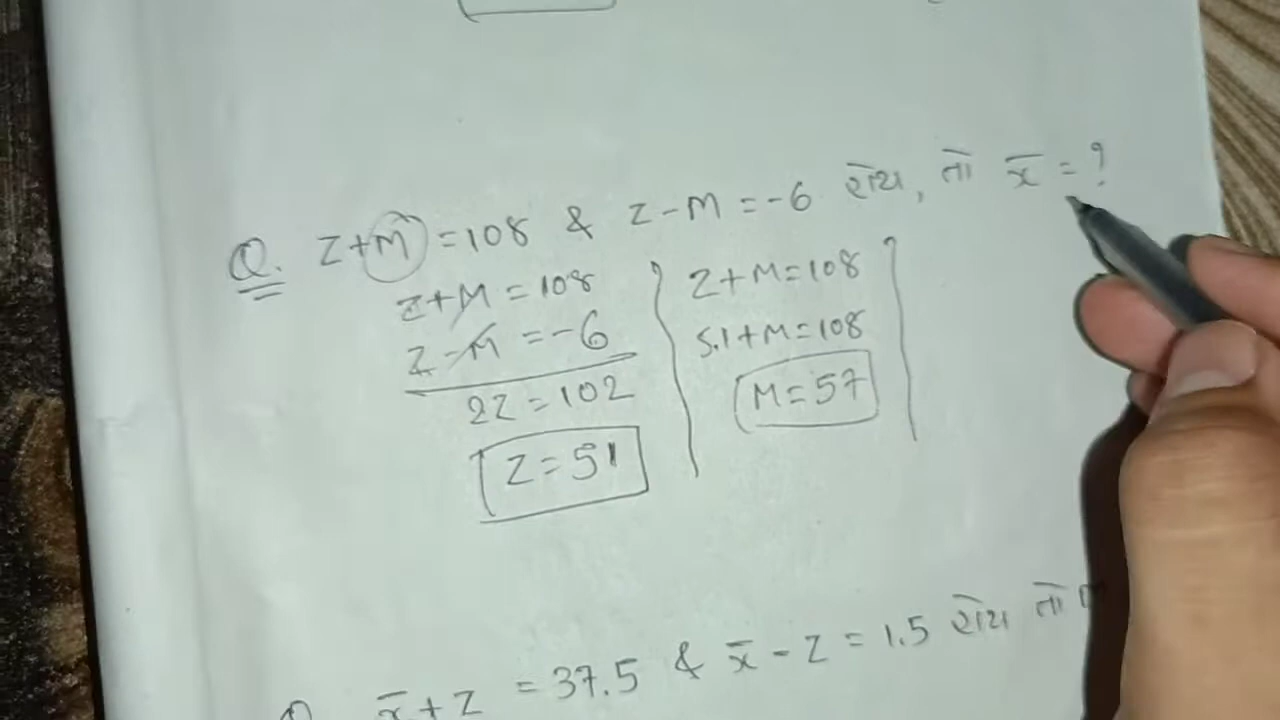 Q. Z+M = 108 & Z-M = -6 હોય, તો x̄ = ?
Z+M = 108
Z-M = -6
2Z = 102
Z = 51
Z+M = 108
51+M = 108
M = 57
Q. x̄+Z = 37.5 & x̄ - Z = 1.5 હોય તો